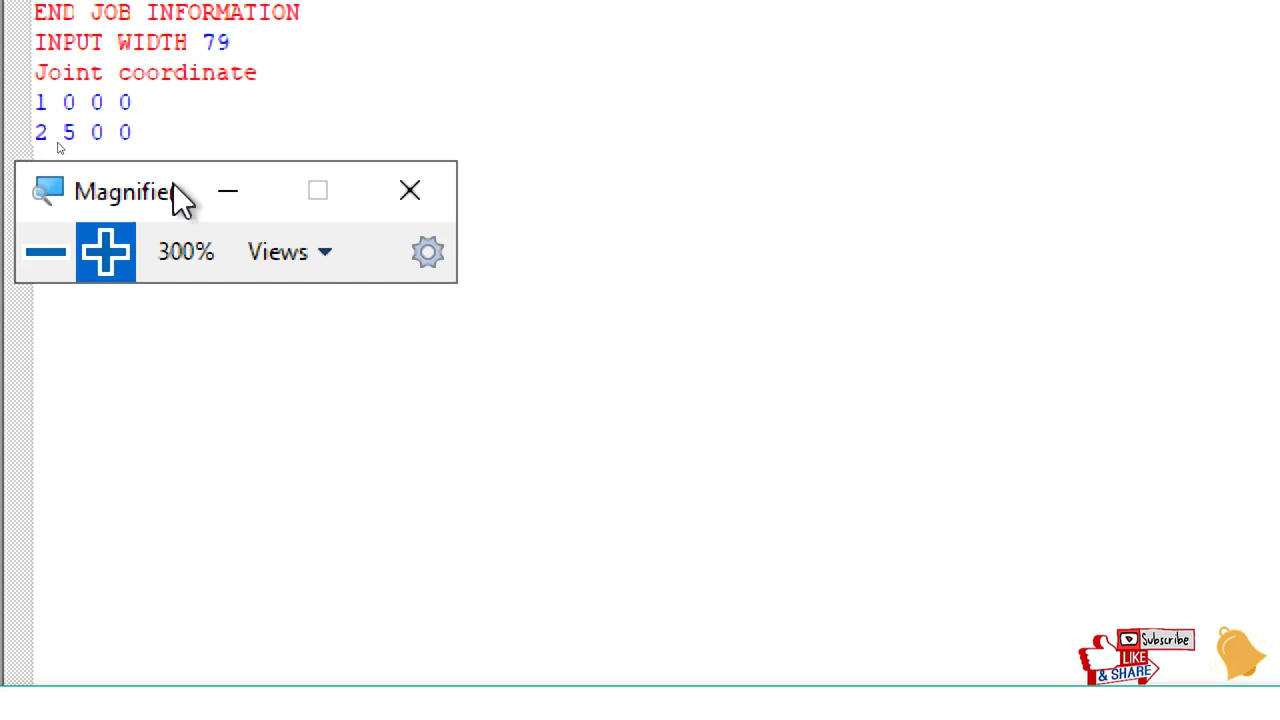 END JOB INFORMATION
INPUT WIDTH 79
Joint coordinate
1 0 0 0
2 5 0 0
Magnifier
300% Views
Subscribe
LIKE
& SHARE